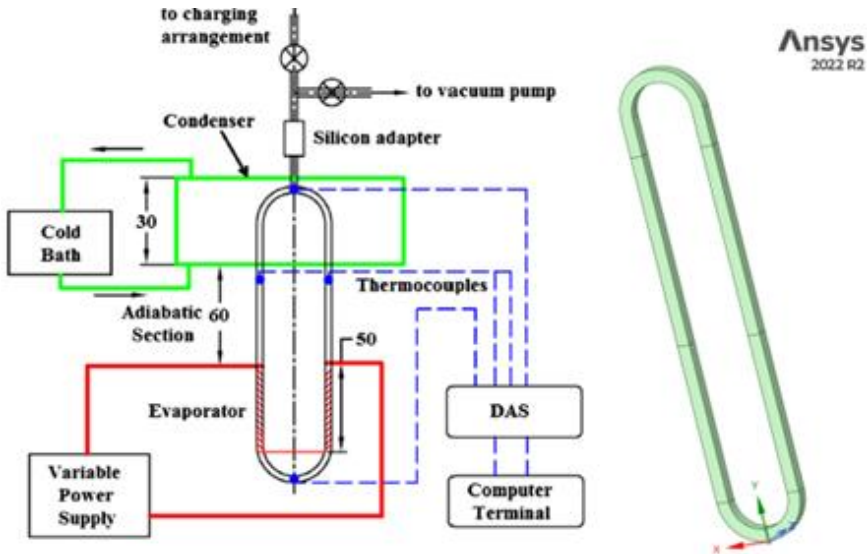 to charging
arrangement
to vacuum pump
Condenser
Silicon adapter
30
Cold
Bath
Thermocouples
Adiabatic
Section
60
50
Evaporator
DAS
Variable
Power
Supply
Computer
Terminal
Ansys
2022 R2
Y
X